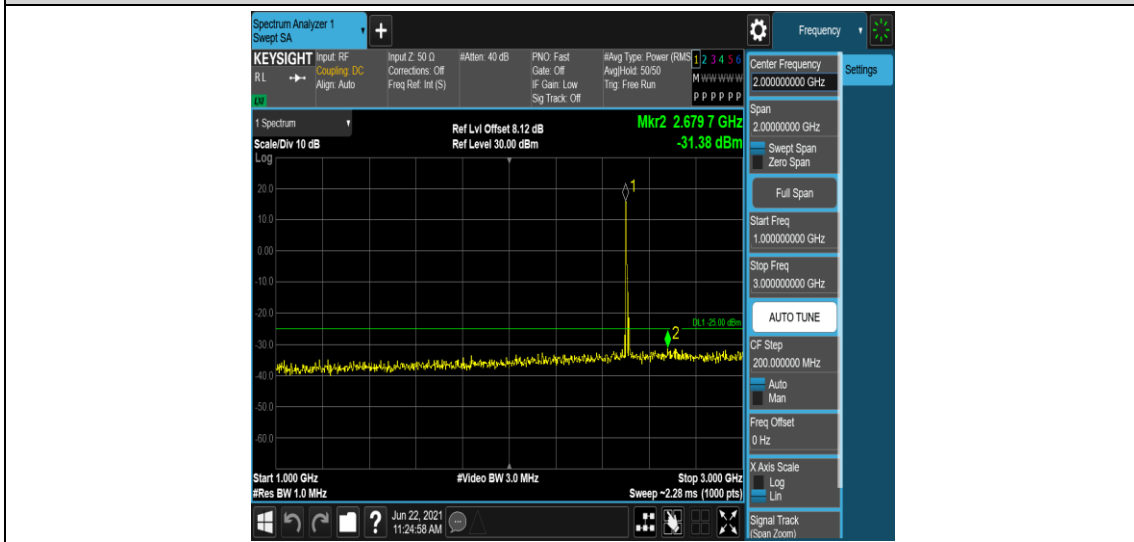 Spectrum Analyzer 1
Swept SA
+
Frequency
KEYSIGHT
RL
Input: RF
Coupling: DC
Align: Auto
Input Z: 50 Ω
Corrections: Off
Freq Ref: Int (S)
#Atten: 40 dB
PNO: Fast
Gate: Off
IF Gain: Low
Sig Track: Off
#Avg Type: Power (RMS
Avg|Hold: 50/50
Trig: Free Run
1 2 3 4 5 6
M W W W W W
P P P P P P
1 Spectrum
Scale/Div 10 dB
Log
Ref Lvl Offset 8.12 dB
Ref Level 30.00 dBm
Mkr2 2.679 7 GHz
-31.38 dBm
20.0
10.0
0.00
-10.0
-20.0
-30.0
-40.0
-50.0
-60.0
1
DL1 -25.00 dBm
2
Start 1.000 GHz
#Res BW 1.0 MHz
#Video BW 3.0 MHz
Stop 3.000 GHz
Sweep ~2.28 ms (1000 pts)
Center Frequency
2.000000000 GHz
Settings
Span
2.00000000 GHz
Swept Span
Zero Span
Full Span
Start Freq
1.000000000 GHz
Stop Freq
3.000000000 GHz
AUTO TUNE
CF Step
200.000000 MHz
Auto
Man
Freq Offset
0 Hz
X Axis Scale
Log
Lin
Signal Track
(Span Zoom)
?
Jun 22, 2021
11:24:58 AM